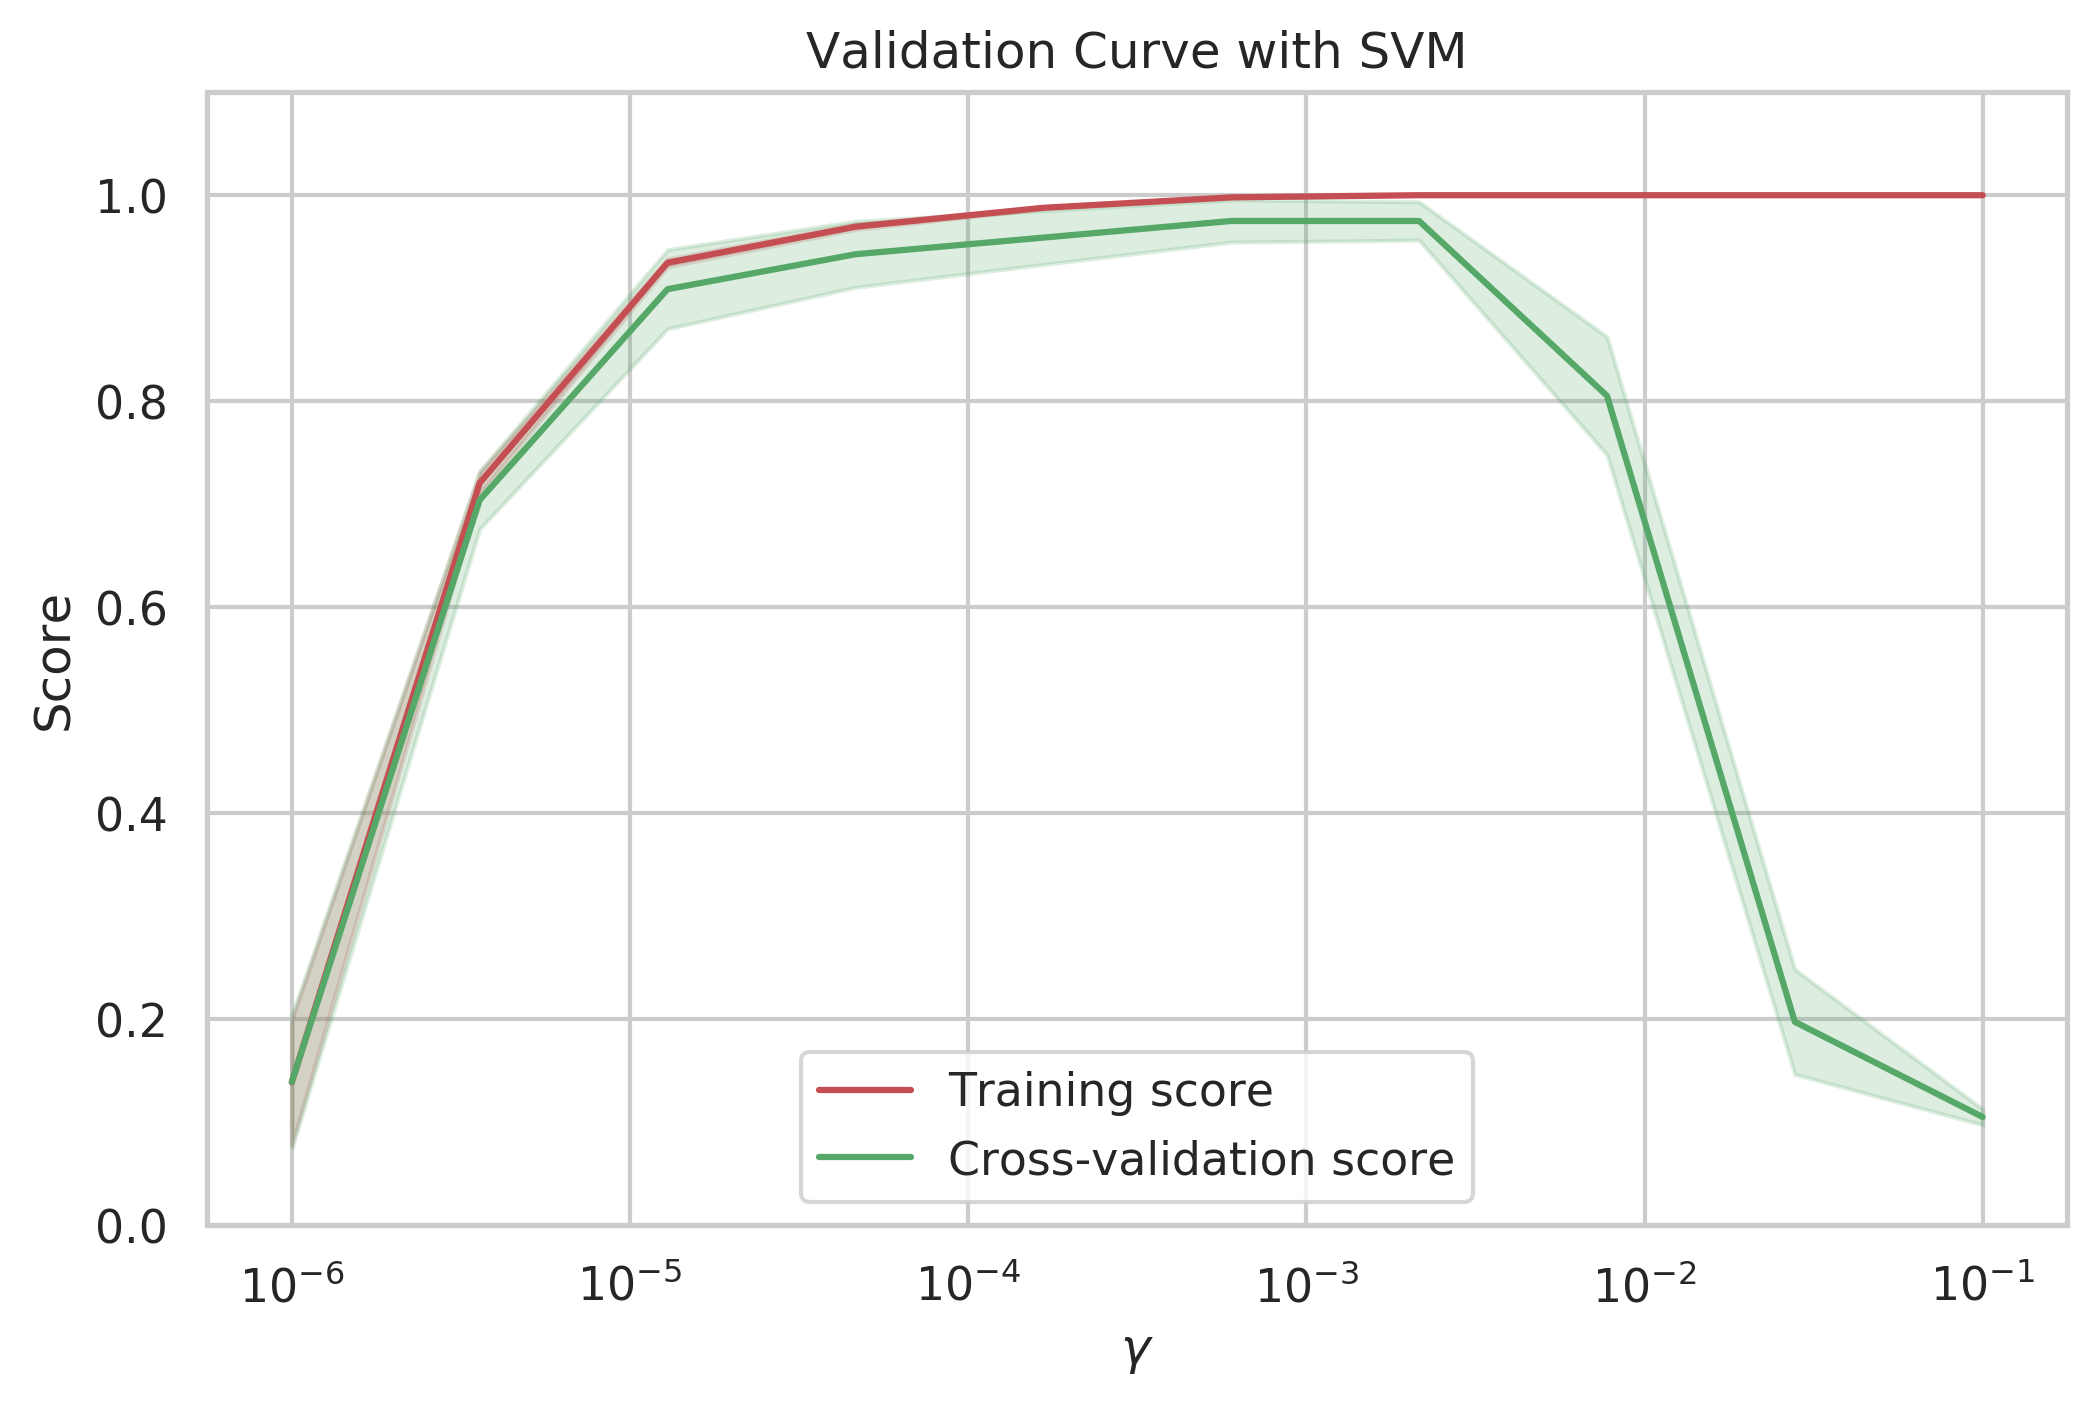 Validation Curve with SVM
Score
1.0
0.8
0.6
0.4
0.2
0.0
Training score
Cross-validation score
10⁻⁶ 10⁻⁵ 10⁻⁴ 10⁻³ 10⁻² 10⁻¹
γ